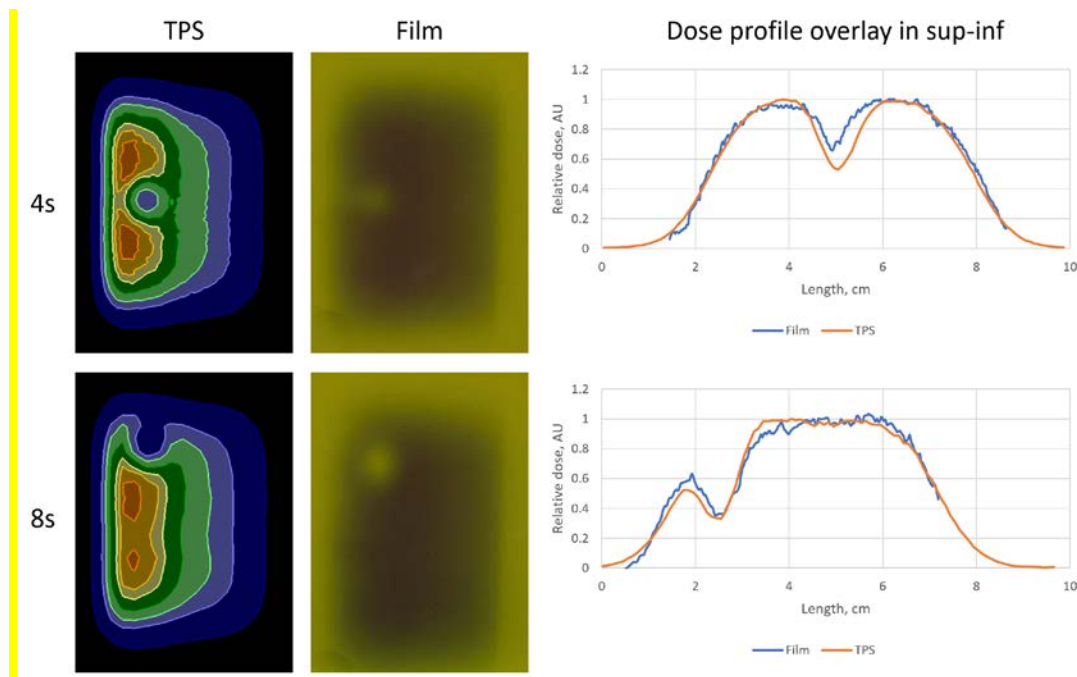 TPS
Film
Dose profile overlay in sup-inf
4s
1.2
1
0.8
0.6
0.4
0.2
0
Relative dose, AU
0 2 4 6 8 10
Length, cm
Film TPS
8s
1.2
1
0.8
0.6
0.4
0.2
0
Relative dose, AU
0 2 4 6 8 10
Length, cm
Film TPS